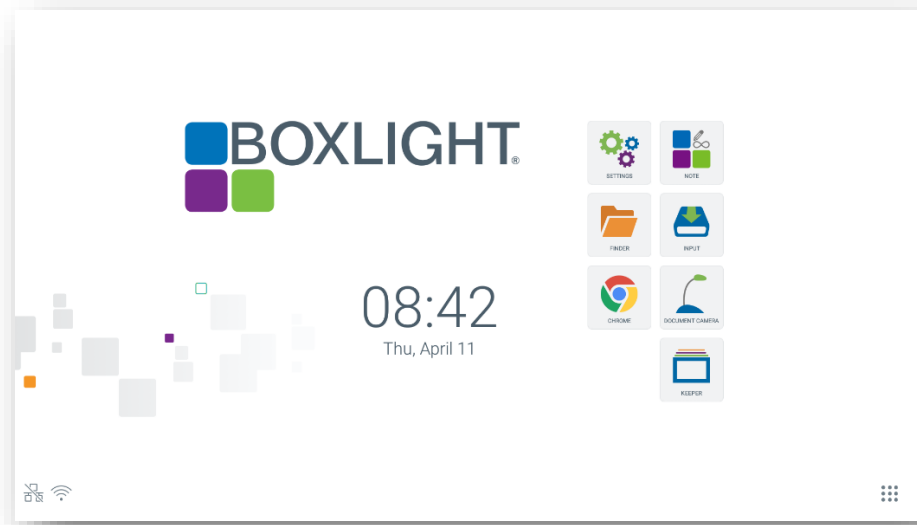 BOXLIGHT®
SETTINGS
NOTE
FINDER
INPUT
08:42
Thu, April 11
CHROME
DOCUMENT CAMERA
KEEPER